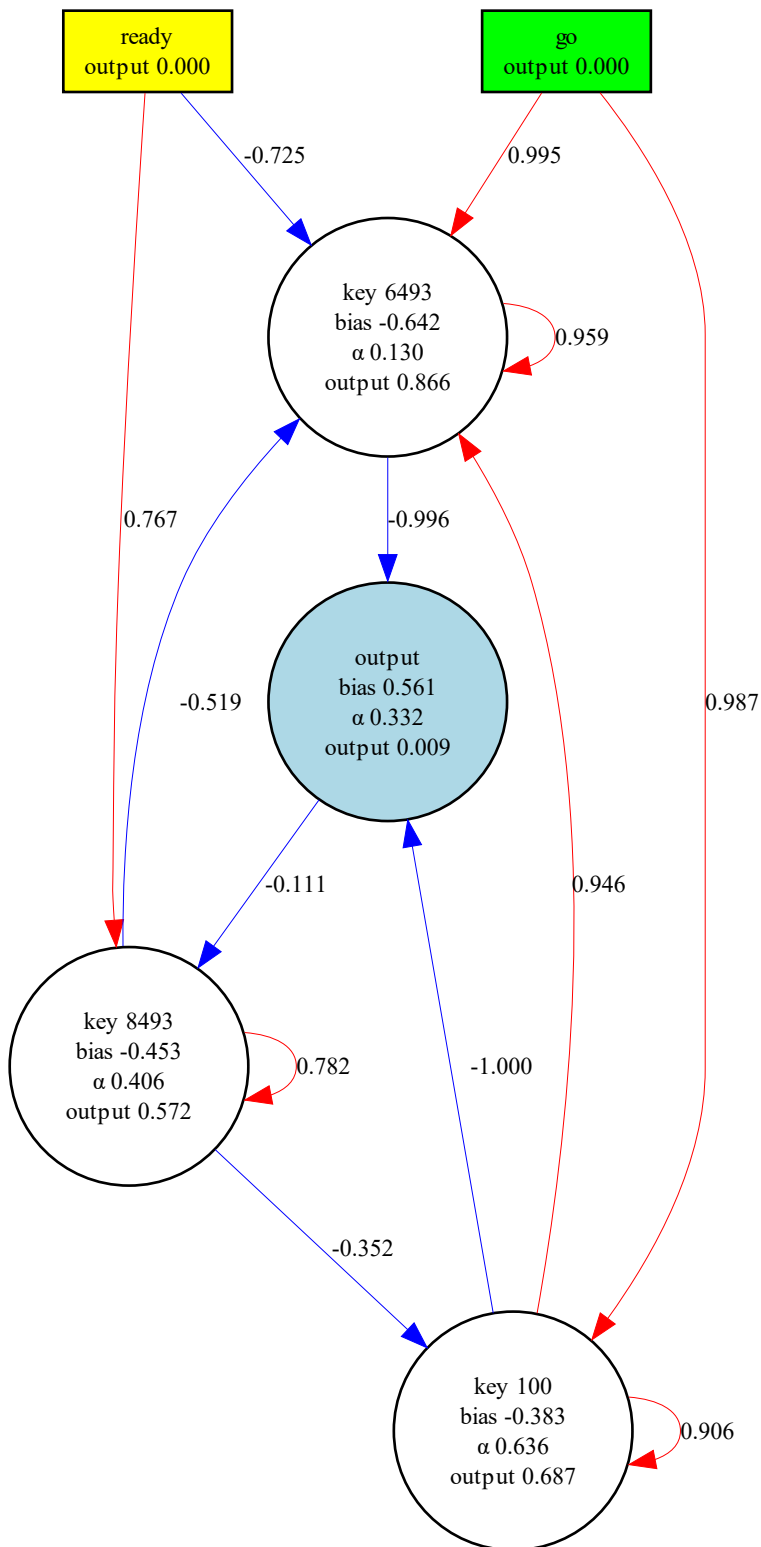 ready
output 0.000
go
output 0.000
-0.725
0.995
key 6493
bias -0.642
α 0.130
output 0.866
0.959
0.767
-0.996
-0.519
output
bias 0.561
α 0.332
output 0.009
0.987
-0.111
0.946
key 8493
bias -0.453
α 0.406
output 0.572
0.782
-1.000
-0.352
key 100
bias -0.383
α 0.636
output 0.687
0.906